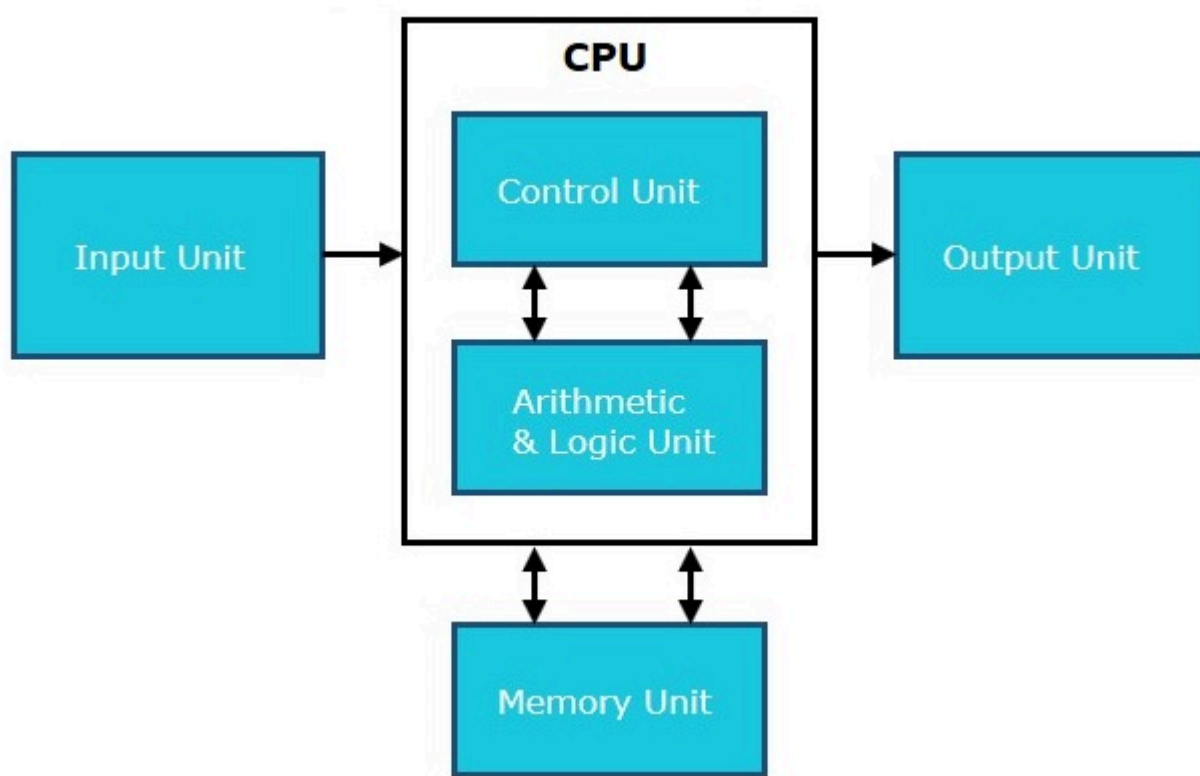 CPU
Control Unit
Input Unit
Output Unit
Arithmetic
& Logic Unit
Memory Unit